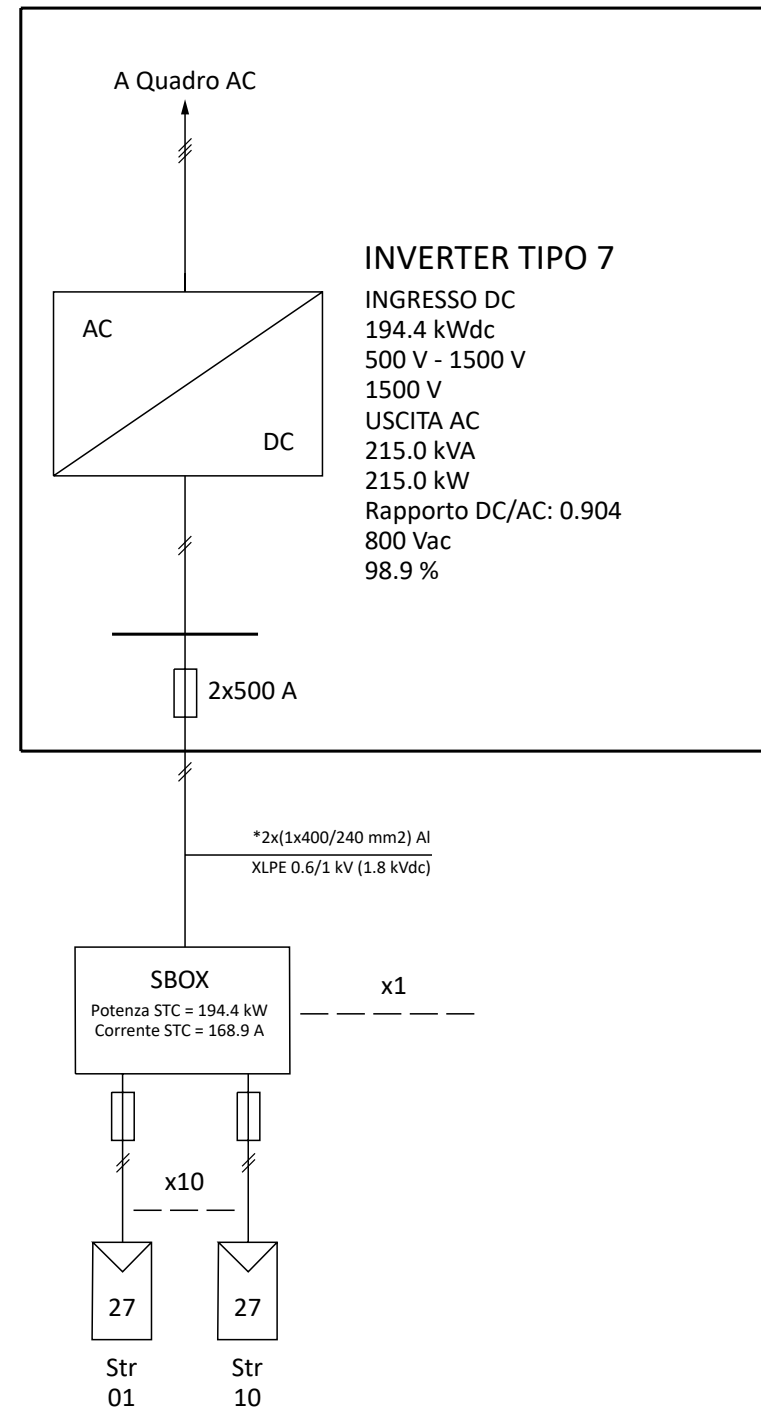 A Quadro AC
AC
DC
INVERTER TIPO 7
INGRESSO DC
194.4 kWdc
500 V - 1500 V
1500 V
USCITA AC
215.0 kVA
215.0 kW
Rapporto DC/AC: 0.904
800 Vac
98.9 %
2x500 A
*2x(1x400/240 mm2) Al
XLPE 0.6/1 kV (1.8 kVdc)
SBOX
Potenza STC = 194.4 kW
Corrente STC = 168.9 A
x1
x10
27
27
Str
01
Str
10